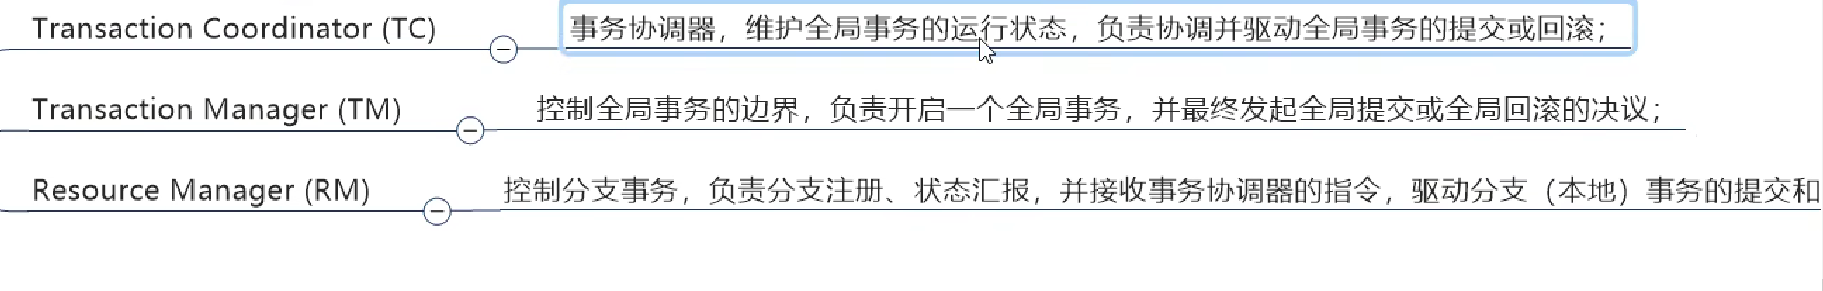 Transaction Coordinator (TC) 事务协调器，维护全局事务的运行状态，负责协调并驱动全局事务的提交或回滚；
Transaction Manager (TM) 控制全局事务的边界，负责开启一个全局事务，并最终发起全局提交或全局回滚的决议；
Resource Manager (RM) 控制分支事务，负责分支注册、状态汇报，并接收事务协调器的指令，驱动分支（本地）事务的提交和